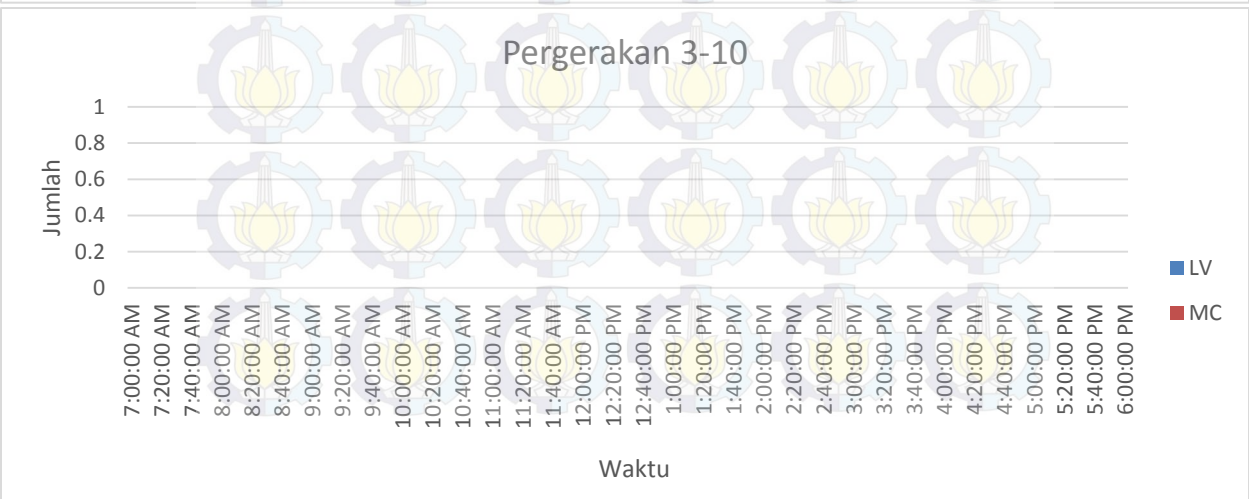 Pergerakan 3-10
Jumlah
1
0.8
0.6
0.4
0.2
0
LV
MC
7:00:00 AM
7:20:00 AM
7:40:00 AM
8:00:00 AM
8:20:00 AM
8:40:00 AM
9:00:00 AM
9:20:00 AM
9:40:00 AM
10:00:00 AM
10:20:00 AM
10:40:00 AM
11:00:00 AM
11:20:00 AM
11:40:00 AM
12:00:00 PM
12:20:00 PM
12:40:00 PM
1:00:00 PM
1:20:00 PM
1:40:00 PM
2:00:00 PM
2:20:00 PM
2:40:00 PM
3:00:00 PM
3:20:00 PM
3:40:00 PM
4:00:00 PM
4:20:00 PM
4:40:00 PM
5:00:00 PM
5:20:00 PM
5:40:00 PM
6:00:00 PM
Waktu